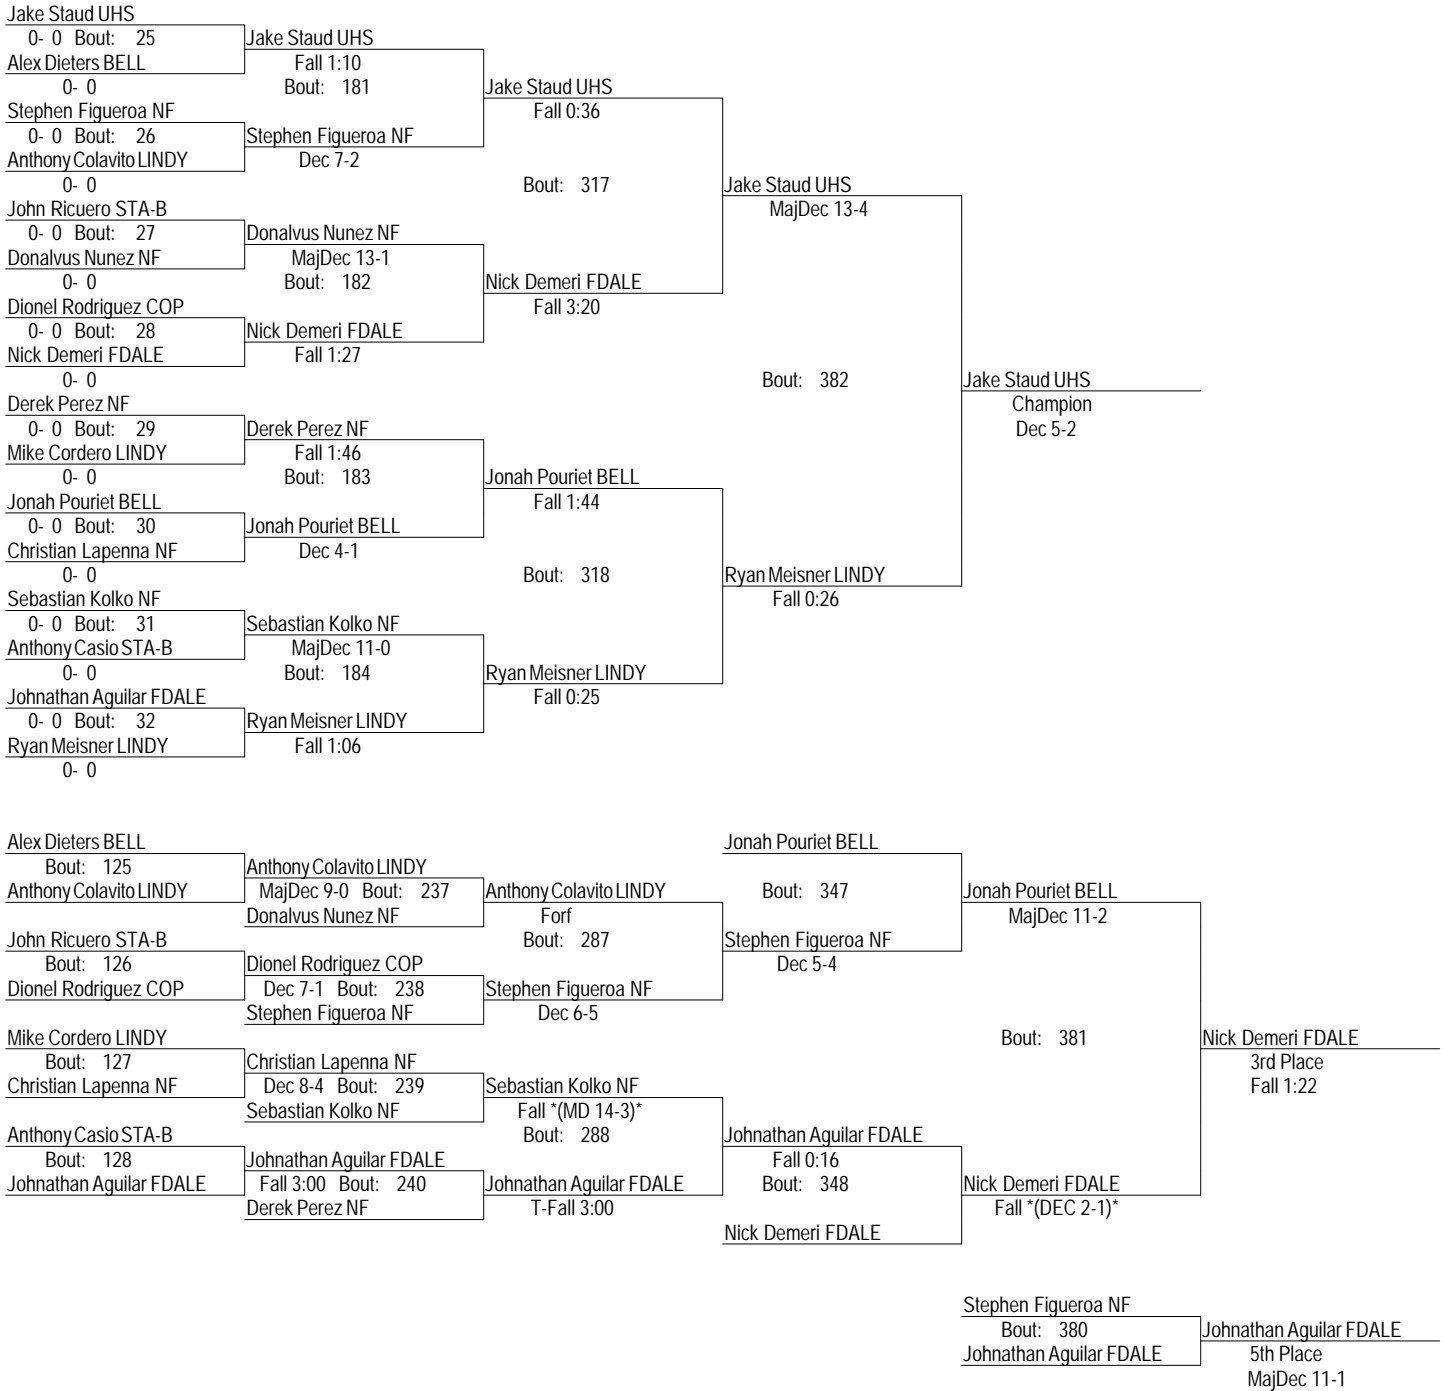 Jake Staud UHS
0- 0 Bout: 25
Jake Staud UHS
Alex Dieters BELL
Fall 1:10
0- 0
Bout: 181
Jake Staud UHS
Stephen Figueroa NF
Fall 0:36
0- 0 Bout: 26
Stephen Figueroa NF
Anthony Colavito LINDY
Dec 7-2
0- 0
Bout: 317
Jake Staud UHS
John Ricuero STA-B
MajDec 13-4
0- 0 Bout: 27
Donalvus Nunez NF
Donalvus Nunez NF
MajDec 13-1
0- 0
Bout: 182
Nick Demeri FDALE
Dionel Rodriguez COP
Fall 3:20
0- 0 Bout: 28
Nick Demeri FDALE
Nick Demeri FDALE
Fall 1:27
0- 0
Bout: 382
Jake Staud UHS
Derek Perez NF
Champion
0- 0 Bout: 29
Derek Perez NF
Dec 5-2
Mike Cordero LINDY
Fall 1:46
0- 0
Bout: 183
Jonah Pouriet BELL
Jonah Pouriet BELL
Fall 1:44
0- 0 Bout: 30
Jonah Pouriet BELL
Christian Lapenna NF
Dec 4-1
0- 0
Bout: 318
Ryan Meisner LINDY
Sebastian Kolko NF
Fall 0:26
0- 0 Bout: 31
Sebastian Kolko NF
Anthony Casio STA-B
MajDec 11-0
0- 0
Bout: 184
Ryan Meisner LINDY
Johnathan Aguilar FDALE
Fall 0:25
0- 0 Bout: 32
Ryan Meisner LINDY
Ryan Meisner LINDY
Fall 1:06
0- 0
Alex Dieters BELL
Jonah Pouriet BELL
Bout: 125
Anthony Colavito LINDY
Anthony Colavito LINDY
MajDec 9-0 Bout: 237
Anthony Colavito LINDY
Bout: 347
Jonah Pouriet BELL
Donalvus Nunez NF
Forf
MajDec 11-2
John Ricuero STA-B
Bout: 287
Stephen Figueroa NF
Bout: 126
Dionel Rodriguez COP
Dec 5-4
Dionel Rodriguez COP
Dec 7-1 Bout: 238
Stephen Figueroa NF
Stephen Figueroa NF
Dec 6-5
Mike Cordero LINDY
Bout: 381
Nick Demeri FDALE
Bout: 127
Christian Lapenna NF
3rd Place
Christian Lapenna NF
Dec 8-4 Bout: 239
Sebastian Kolko NF
Fall 1:22
Sebastian Kolko NF
Fall *(MD 14-3)*
Anthony Casio STA-B
Bout: 288
Johnathan Aguilar FDALE
Bout: 128
Johnathan Aguilar FDALE
Fall 0:16
Johnathan Aguilar FDALE
Fall 3:00 Bout: 240
Johnathan Aguilar FDALE
Bout: 348
Nick Demeri FDALE
Derek Perez NF
T-Fall 3:00
Fall *(DEC 2-1)*
Nick Demeri FDALE
Stephen Figueroa NF
Bout: 380
Johnathan Aguilar FDALE
Johnathan Aguilar FDALE
5th Place
MajDec 11-1